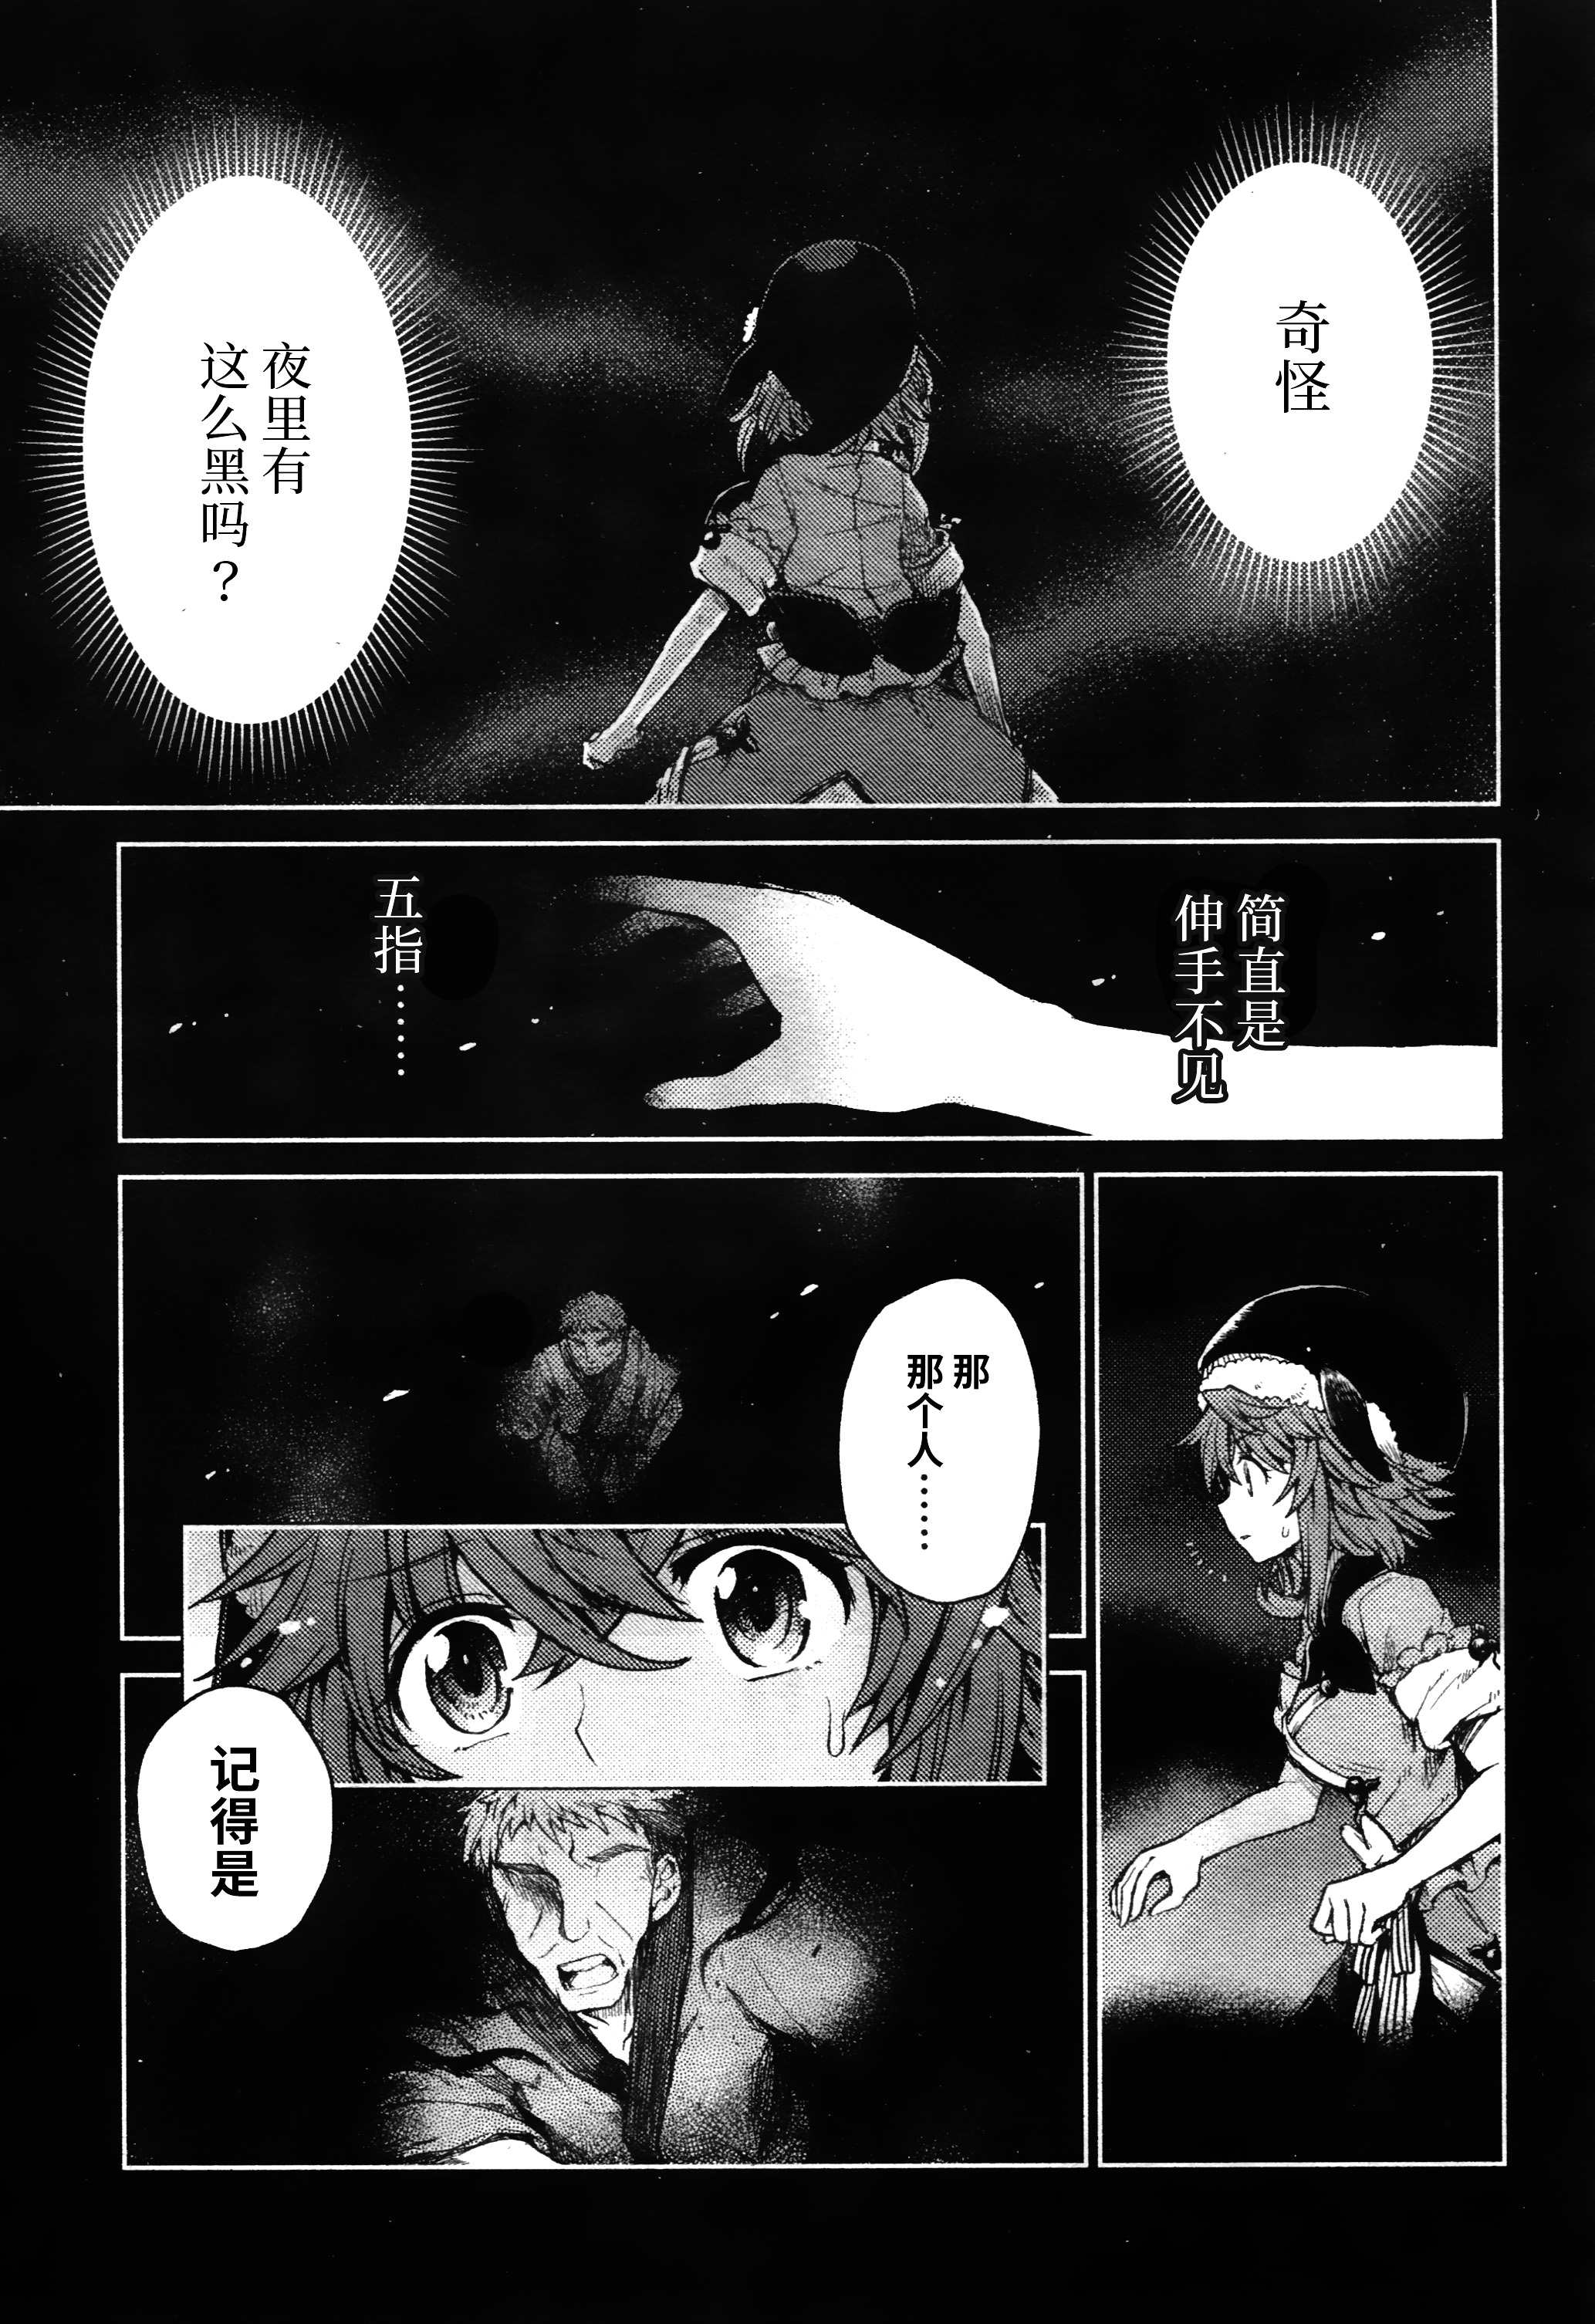 奇怪
夜里有
这么黑吗？
简直是
伸手不见
五指……
那
那个人……
记得是